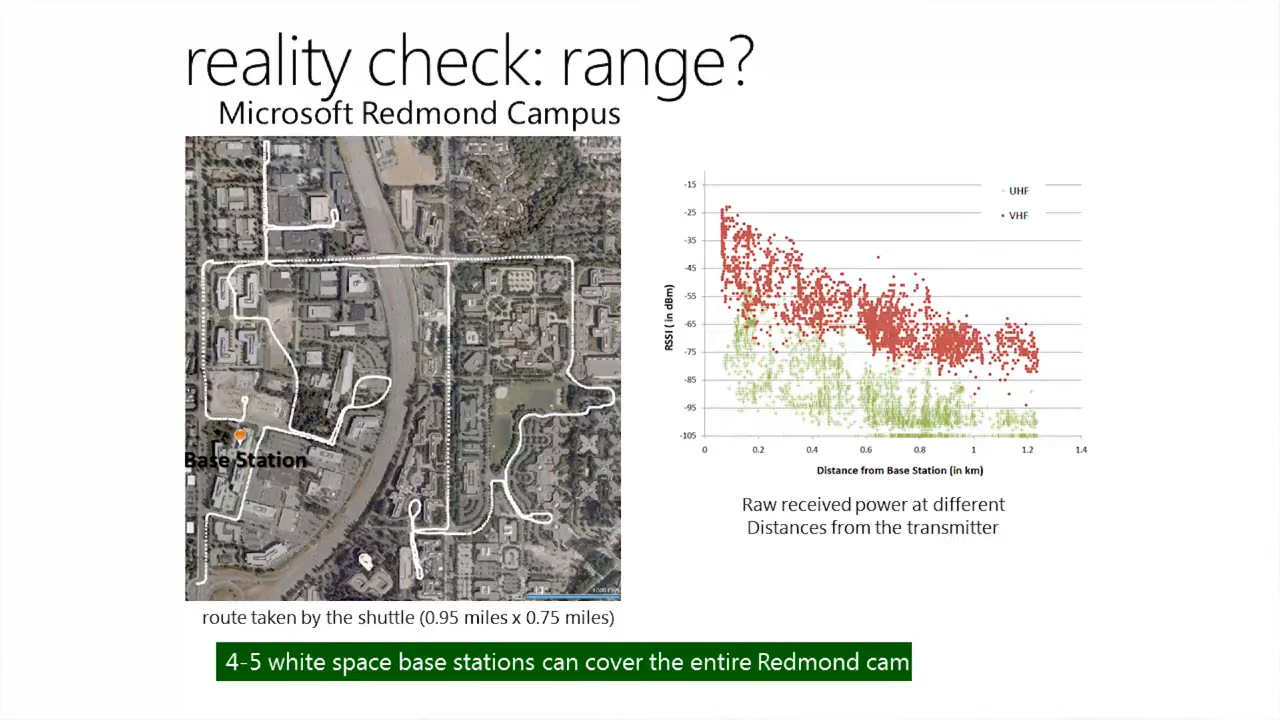 reality check: range?
Microsoft Redmond Campus
Base Station
route taken by the shuttle (0.95 miles x 0.75 miles)
-15
-25
-35
-45
-55
-65
-75
-85
-95
-105
RSSI ( in dBm)
UHF
VHF
0 0.2 0.4 0.6 0.8 1 1.2 1.4
Distance from Base Station (in km)
Raw received power at different
Distances from the transmitter
4-5 white space base stations can cover the entire Redmond cam